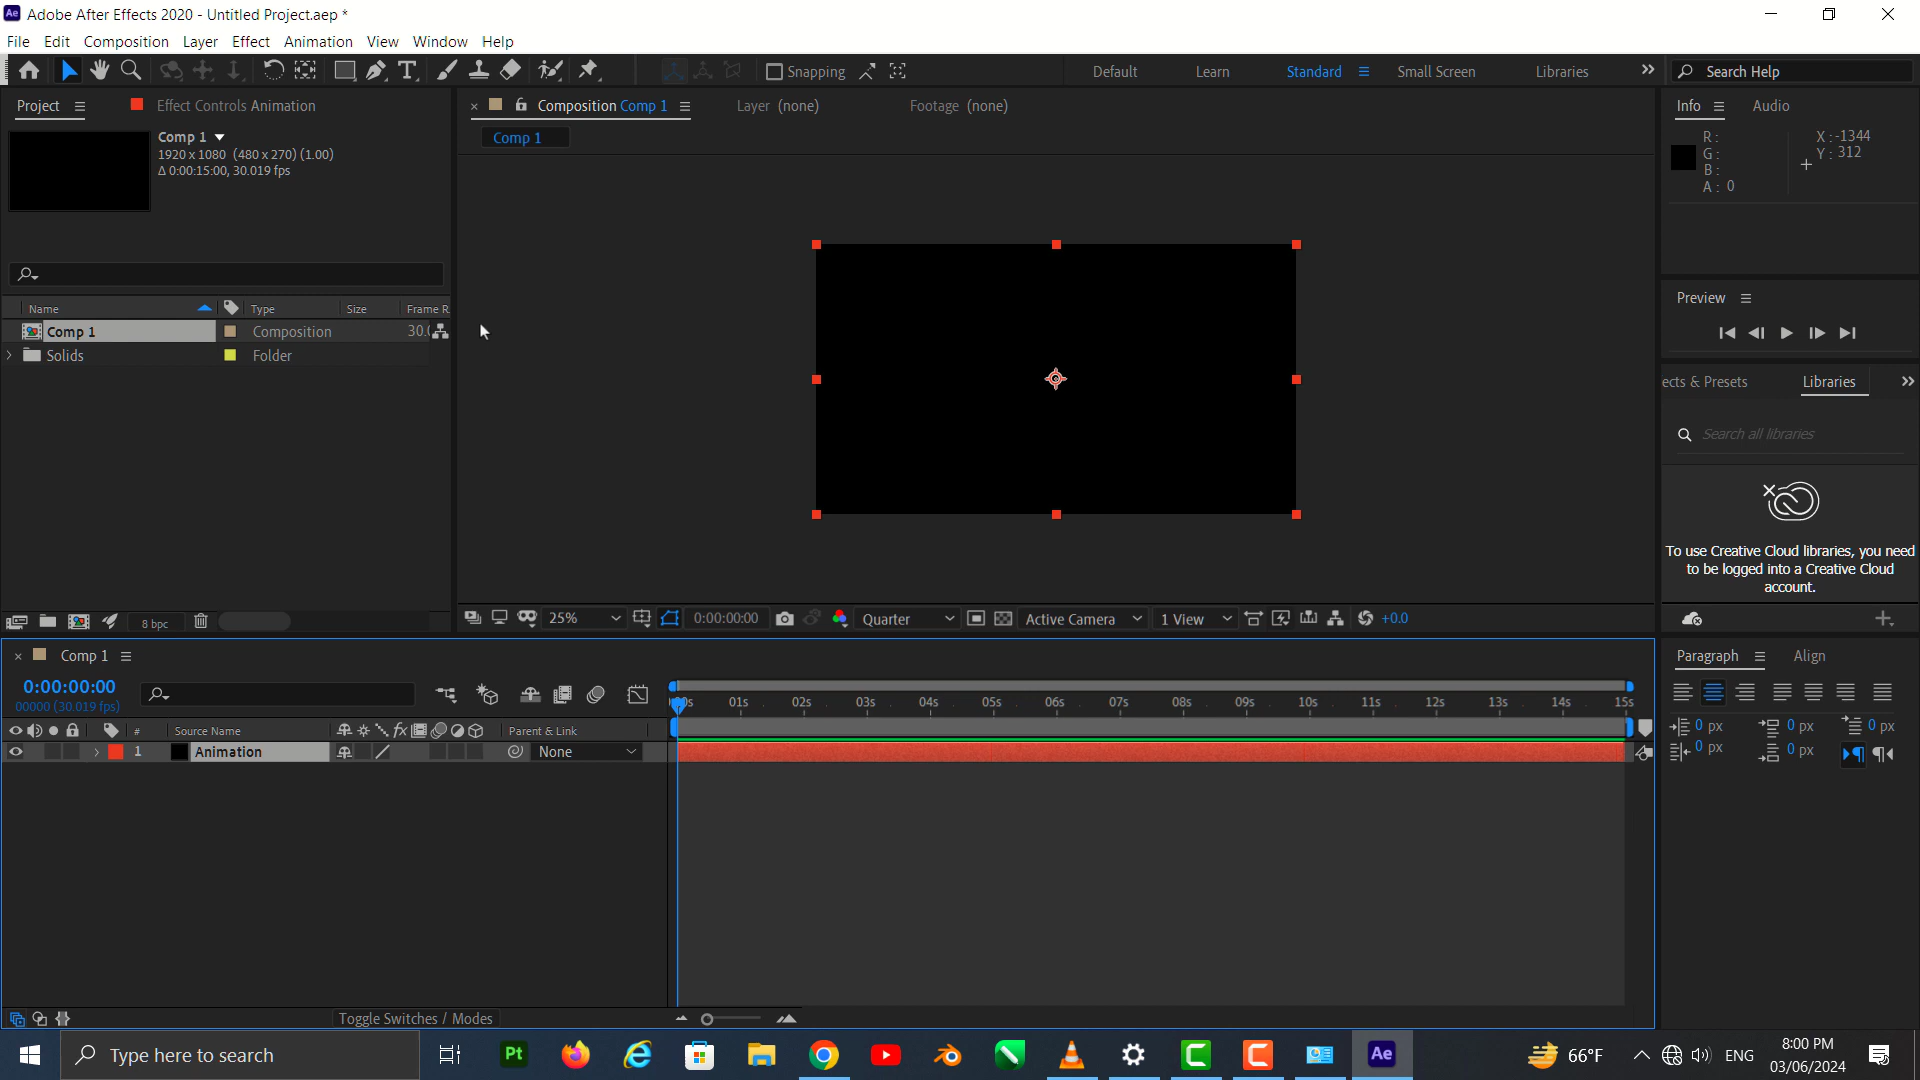 Adobe After Effects 2020 - Untitled Project.aep *
File Edit Composition Layer Effect Animation View Window Help
Snapping
Default Learn Standard Small Screen Libraries
Search Help
Project Effect Controls Animation
Composition Comp 1 Layer (none) Footage (none)
Info Audio
Comp 1
1920 x 1080 (480 x 270) (1.00)
Δ 0:00:15:00, 30.019 fps
Comp 1
R :
G :
B :
A : 0
X : -1344
Y : 312
Name Type Size Frame R
Comp 1 Composition 30.0
Solids Folder
Preview
ects & Presets Libraries
Search all libraries
To use Creative Cloud libraries, you need
to be logged into a Creative Cloud
account.
8 bpc
25% 0:00:00:00 Quarter Active Camera 1 View +0.0
Comp 1
0:00:00:00
00000 (30.019 fps)
0s 01s 02s 03s 04s 05s 06s 07s 08s 09s 10s 11s 12s 13s 14s 15s
# Source Name fx Parent & Link
1 Animation None
Toggle Switches / Modes
Paragraph Align
0 px 0 px 0 px
0 px 0 px
Type here to search
Pt
Ae
66°F
ENG
8:00 PM
03/06/2024